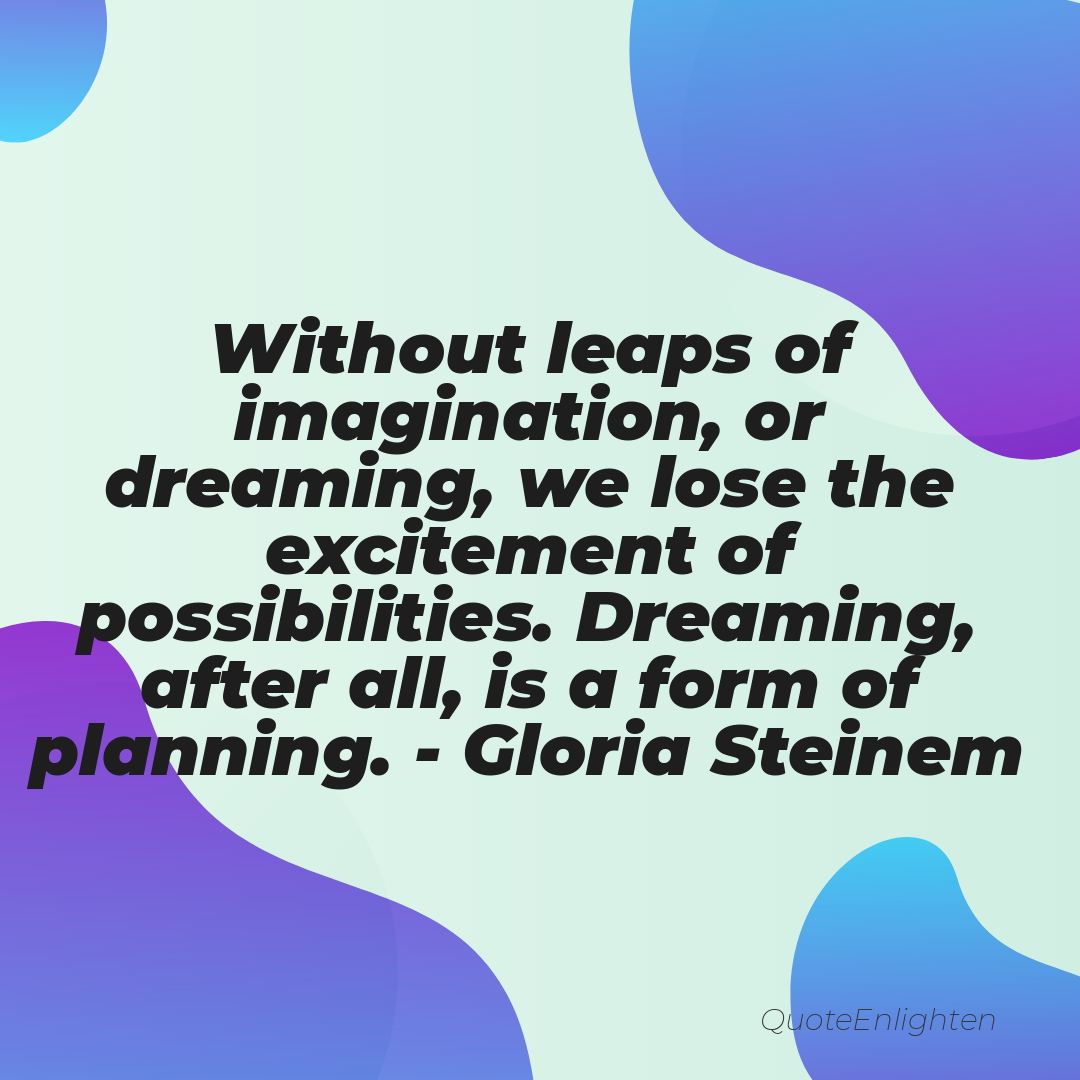 Without leaps of
imagination, or
dreaming, we lose the
excitement of
possibilities. Dreaming,
after all, is a form of
planning. - Gloria Steinem
QuoteEnlighten